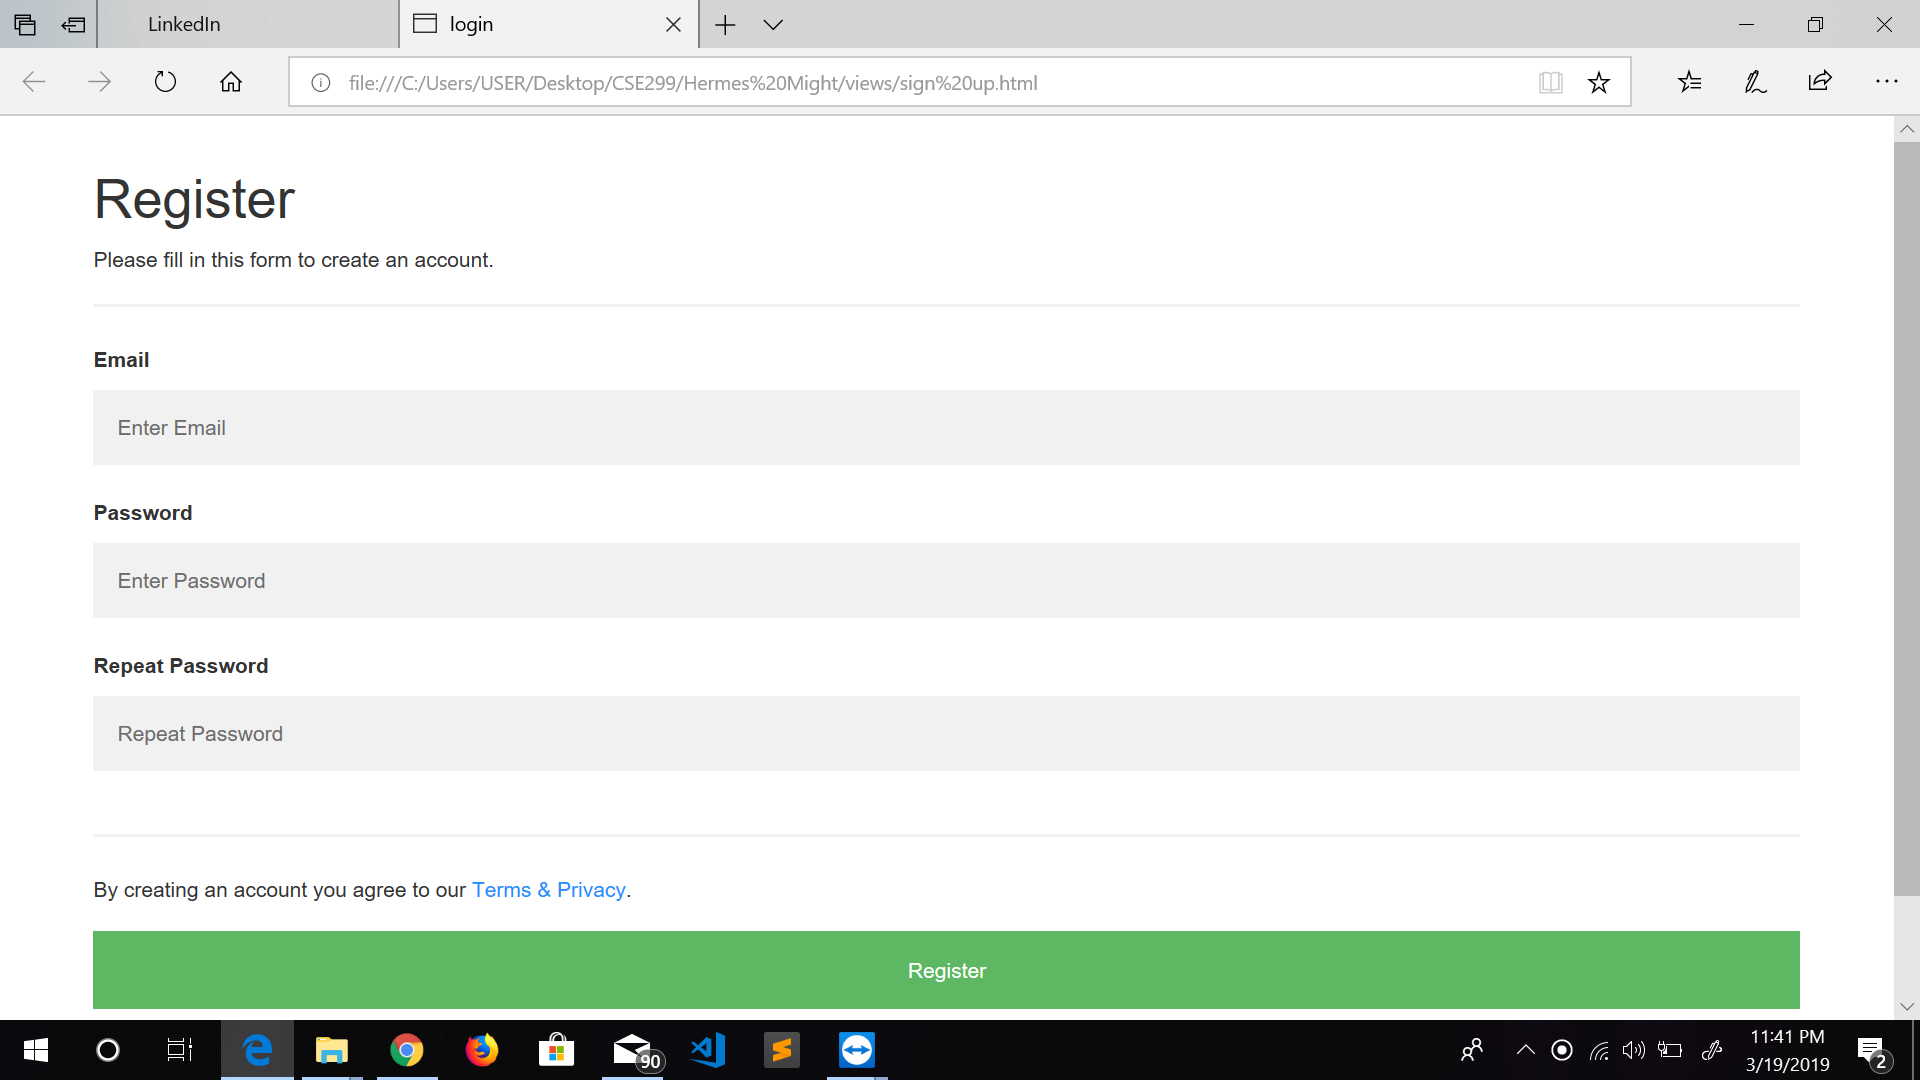 LinkedIn
login
file:///C:/Users/USER/Desktop/CSE299/Hermes%20Might/views/sign%20up.html
Register
Please fill in this form to create an account.
Email
Enter Email
Password
Enter Password
Repeat Password
Repeat Password
By creating an account you agree to our Terms & Privacy.
Register
90
11:41 PM
3/19/2019
2